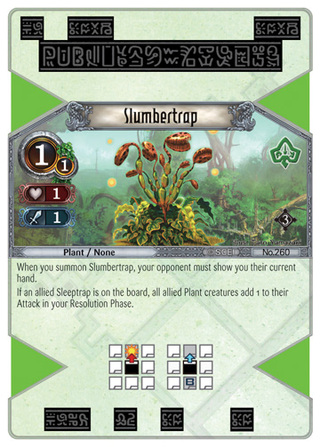 Slumbertrap
1
1
1
1
3
Plant / None
SCEI
No.260
When you summon Slumbertrap, your opponent must show you their current
hand.
If an allied Sleeptrap is on the board, all allied Plant creatures add 1 to their
Attack in your Resolution Phase.
B